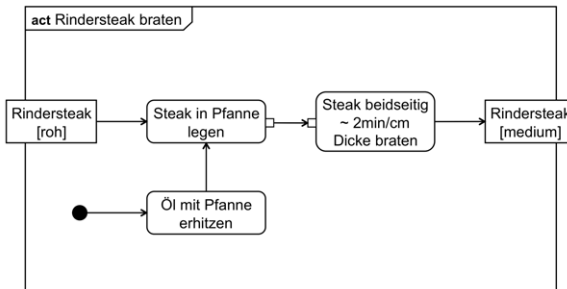 act Rindersteak braten
Rindersteak
[roh]
Steak in Pfanne
legen
Steak beidseitig
~ 2min/cm
Dicke braten
Rindersteak
[medium]
Öl mit Pfanne
erhitzen